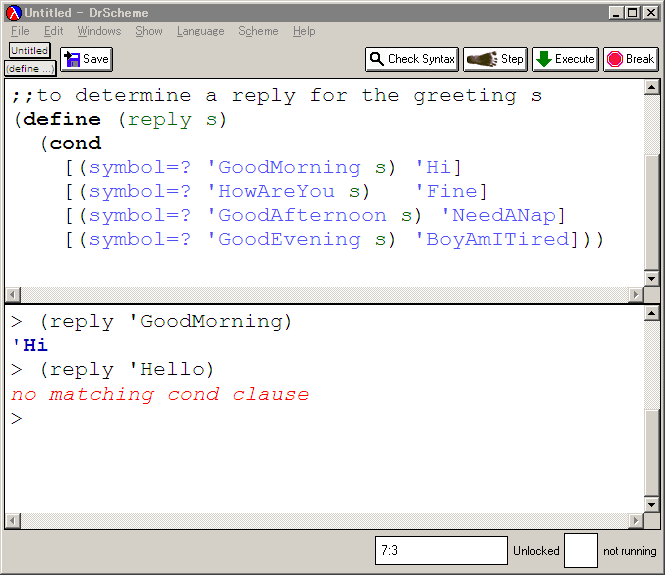 Untitled - DrScheme
File Edit Windows Show Language Scheme Help
Untitled
(define ...)
Save
Check Syntax
Step
Execute
Break
;;to determine a reply for the greeting s
(define (reply s)
  (cond
    [(symbol=? 'GoodMorning s) 'Hi]
    [(symbol=? 'HowAreYou s)   'Fine]
    [(symbol=? 'GoodAfternoon s) 'NeedANap]
    [(symbol=? 'GoodEvening s) 'BoyAmITired]))
> (reply 'GoodMorning)
'Hi
> (reply 'Hello)
no matching cond clause
>
7:3 Unlocked not running